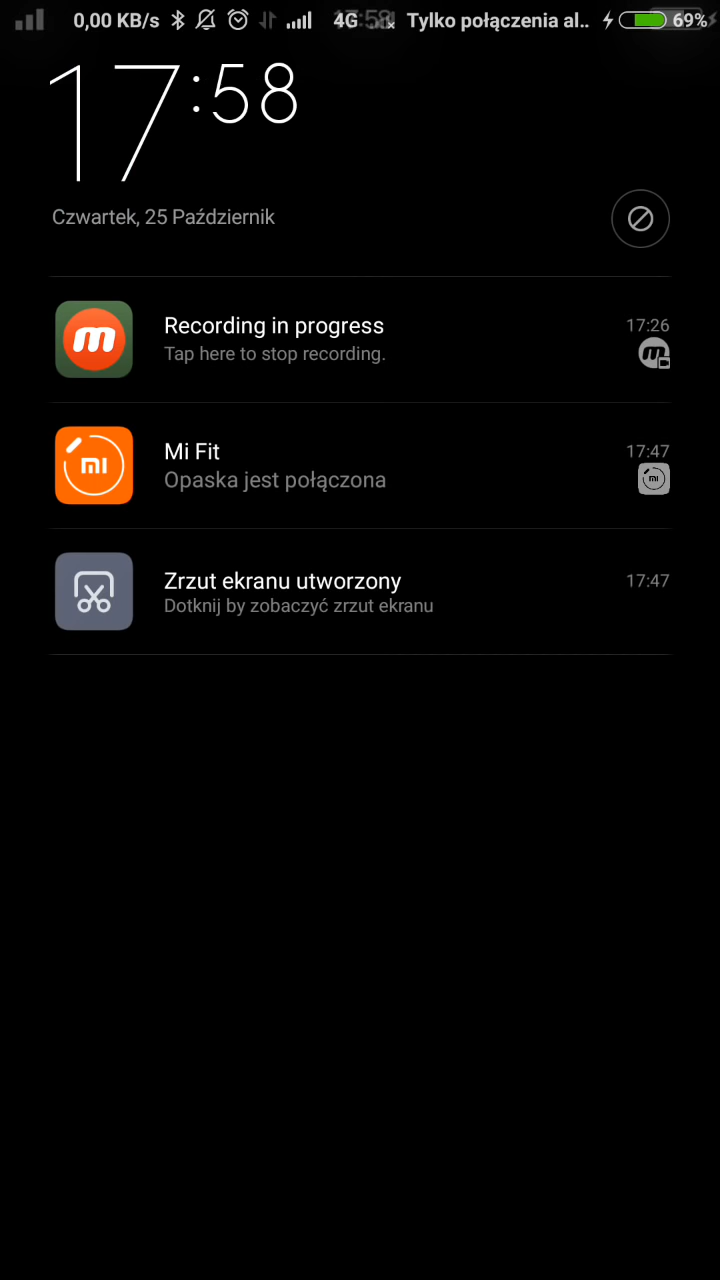 0,00 KB/s 4G Tylko połączenia al.. 69%
17:58
Czwartek, 25 Październik
Recording in progress
17:26
Tap here to stop recording.
Mi Fit
17:47
Opaska jest połączona
Zrzut ekranu utworzony
17:47
Dotknij by zobaczyć zrzut ekranu